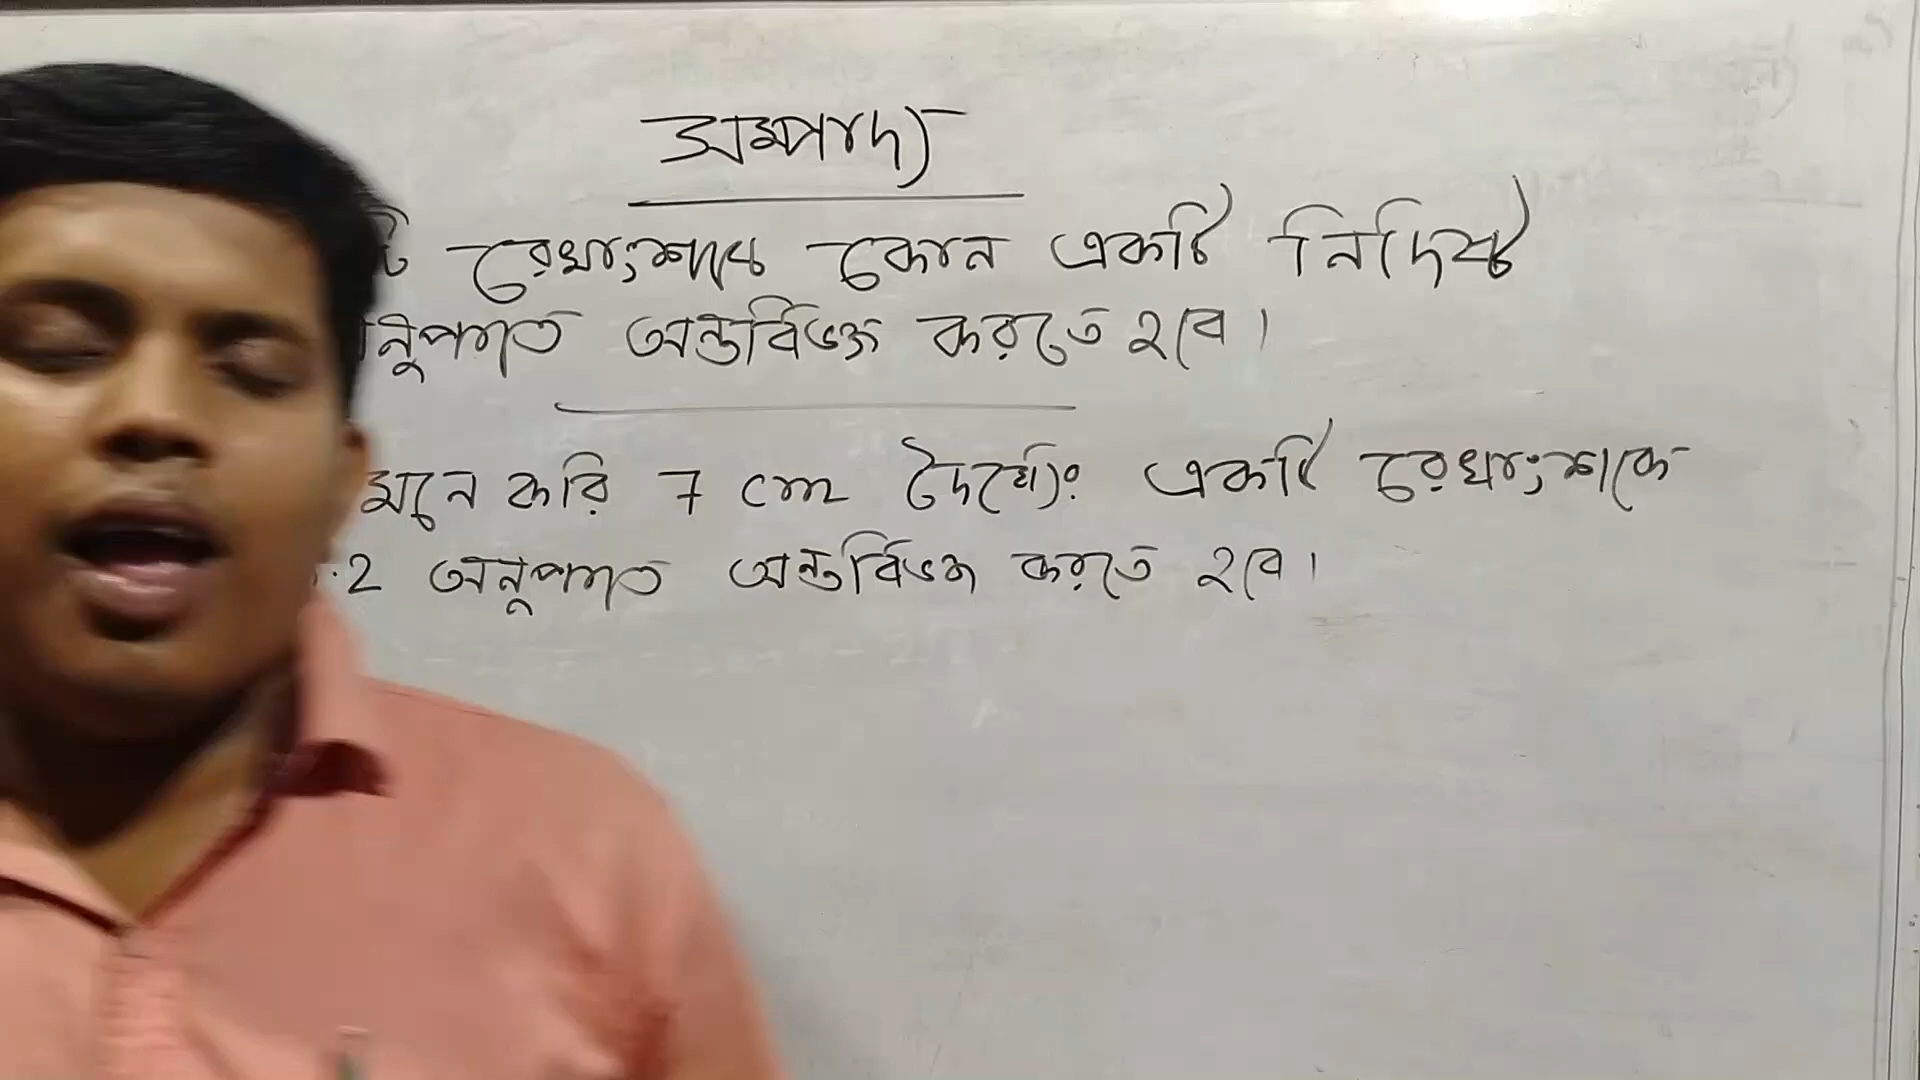 সম্পাদ্য
টি রেখাংশকে কোন একটি নির্দিষ্ট
নুপাতে অন্তর্বিভক্ত করতে হবে।
মনে করি 7 cm দৈর্ঘ্যের একটি রেখাংশকে
:2 অনুপাতে অন্তর্বিভক্ত করতে হবে।